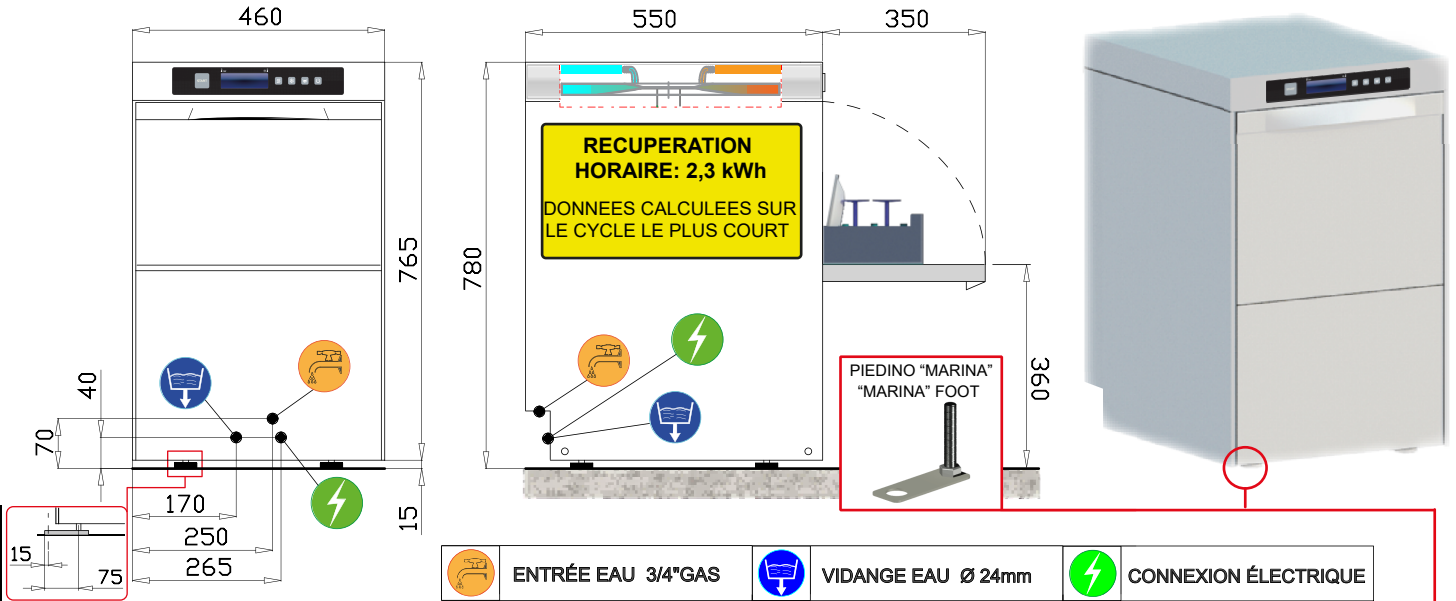 460
550
350
RECUPERATION
HORAIRE: 2,3 kWh
DONNEES CALCULEES SUR
LE CYCLE LE PLUS COURT
765
780
360
40
70
170
250
265
15
15
75
PIEDINO “MARINA”
“MARINA” FOOT
ENTRÉE EAU 3/4"GAS
VIDANGE EAU Ø 24mm
CONNEXION ÉLECTRIQUE